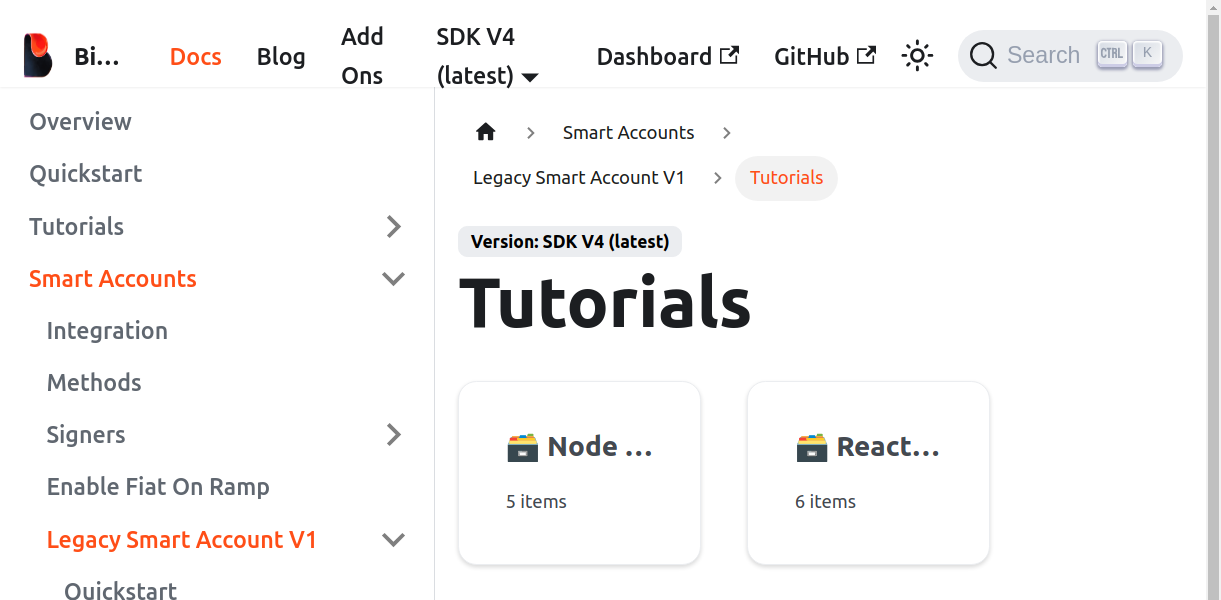 Bi...
Docs
Blog
Add Ons
SDK V4 (latest)
Dashboard
GitHub
Search CTRL K
Overview
Quickstart
Tutorials
Smart Accounts
Integration
Methods
Signers
Enable Fiat On Ramp
Legacy Smart Account V1
Quickstart
Smart Accounts
Legacy Smart Account V1
Tutorials
Version: SDK V4 (latest)
Tutorials
🗃️ Node ...
5 items
🗃️ React...
6 items